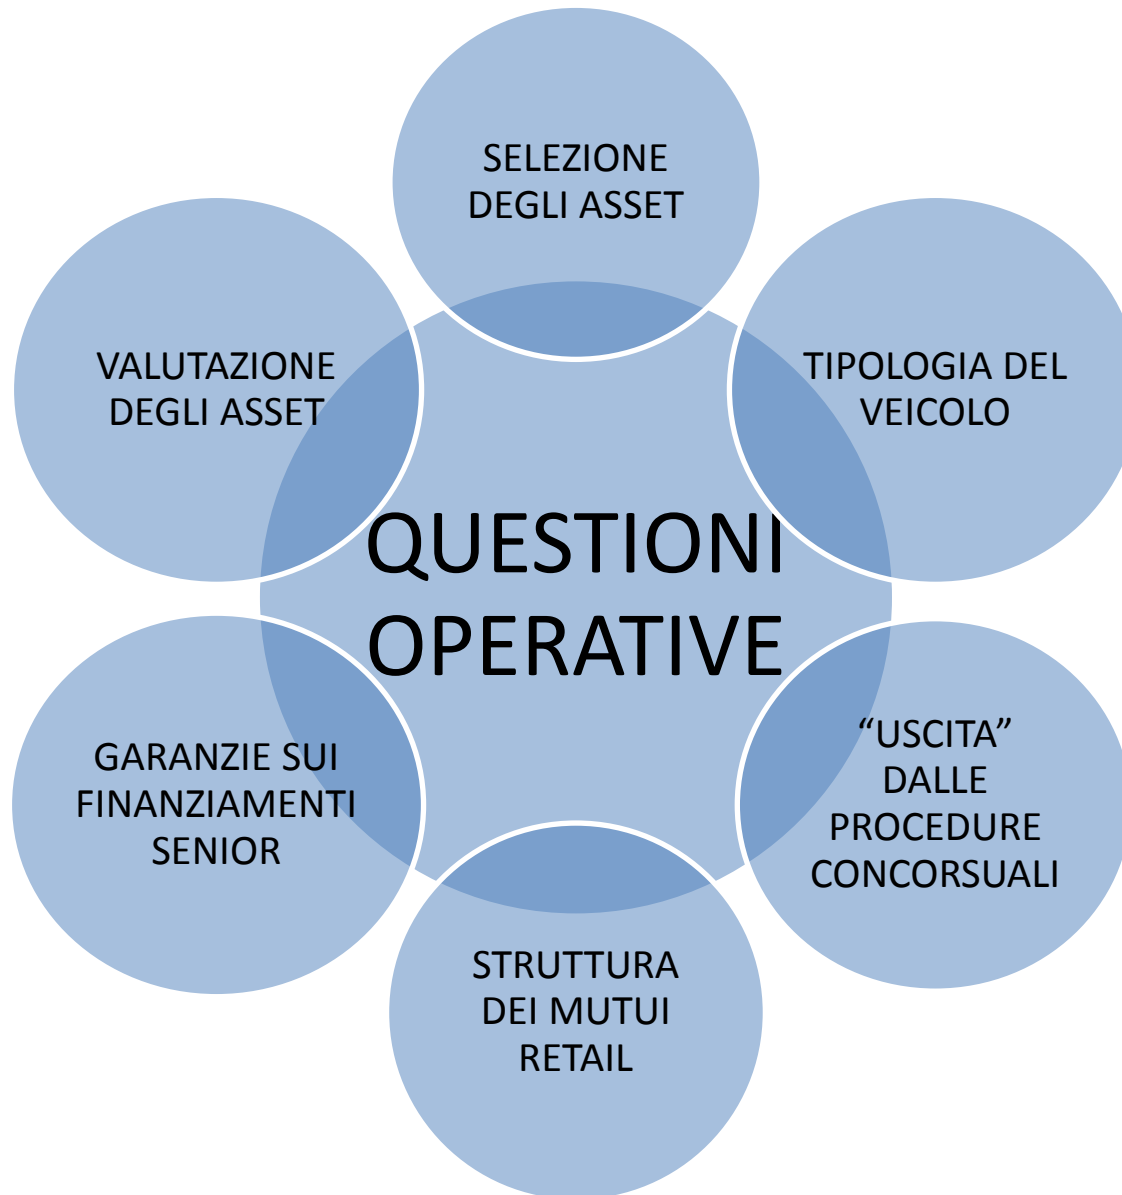 SELEZIONE
DEGLI ASSET
TIPOLOGIA DEL
VEICOLO
“USCITA”
DALLE
PROCEDURE
CONCORSUALI
STRUTTURA
DEI MUTUI
RETAIL
GARANZIE SUI
FINANZIAMENTI
SENIOR
VALUTAZIONE
DEGLI ASSET
QUESTIONI
OPERATIVE